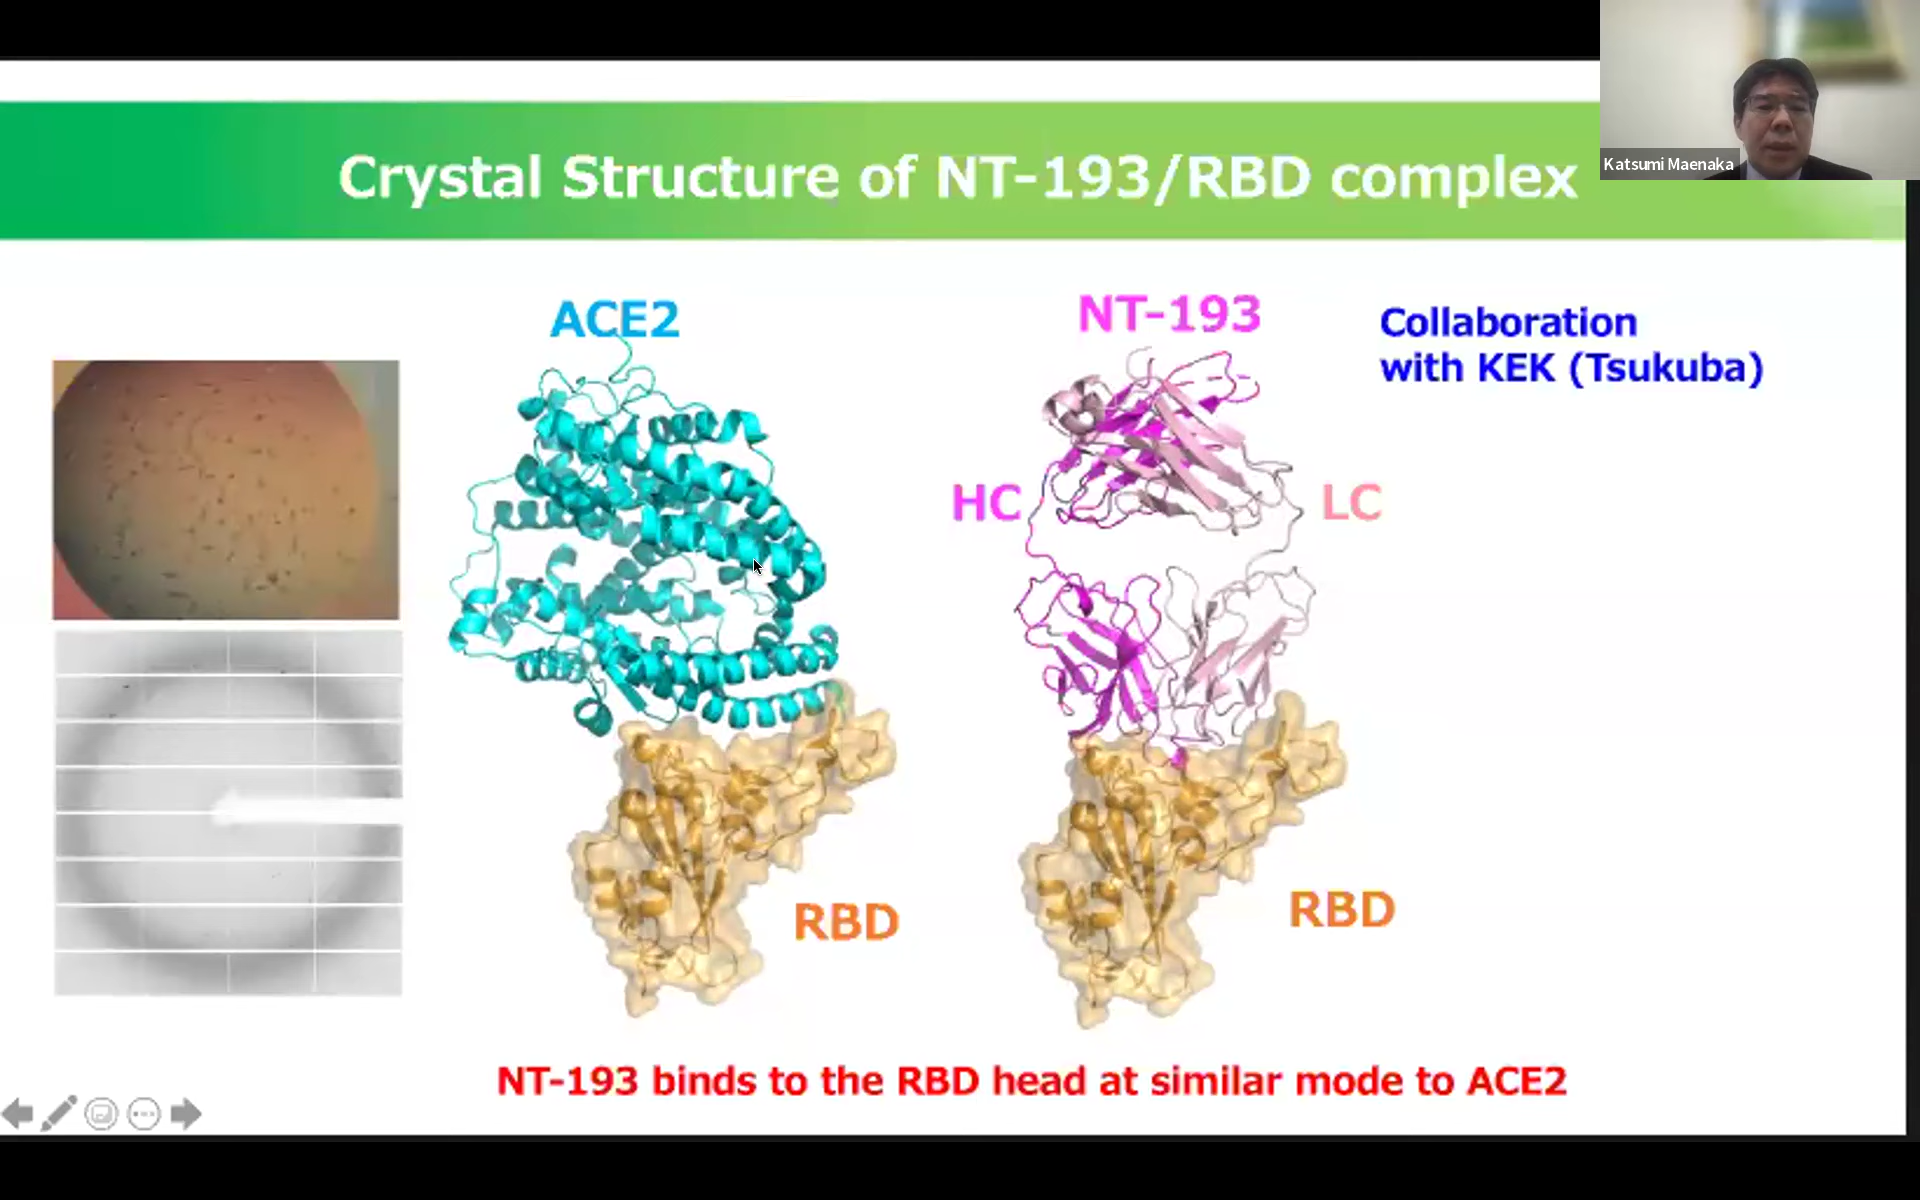 Katsumi Maenaka
Crystal Structure of NT-193/RBD complex
ACE2
NT-193
Collaboration
with KEK (Tsukuba)
HC
LC
RBD
RBD
NT-193 binds to the RBD head at similar mode to ACE2